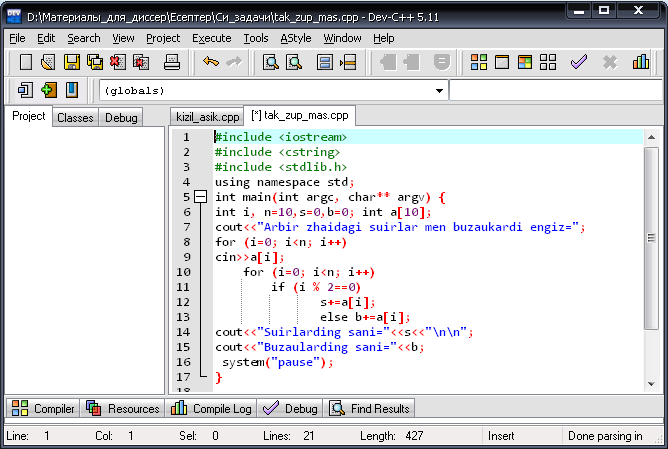 D:\Материалы_для_диссер\Есептер\Си_задачи\tak_zup_mas.cpp - Dev-C++ 5.11
File Edit Search View Project Execute Tools AStyle Window Help
(globals)
Project Classes Debug kizil_asik.cpp [*] tak_zup_mas.cpp
1 #include <iostream>
2 #include <cstring>
3 #include <stdlib.h>
4 using namespace std;
5 int main(int argc, char** argv) {
6 int i, n=10,s=0,b=0; int a[10];
7 cout<<"Arbir zhaidagi suirlar men buzaukardi engiz=";
8 for (i=0; i<n; i++)
9 cin>>a[i];
10 for (i=0; i<n; i++)
11 if (i % 2==0)
12 s+=a[i];
13 else b+=a[i];
14 cout<<"Suirlarding sani="<<s<<"\n\n";
15 cout<<"Buzaularding sani="<<b;
16 system("pause");
17 }
18
Compiler Resources Compile Log Debug Find Results
Line: 1 Col: 1 Sel: 0 Lines: 21 Length: 427 Insert Done parsing in